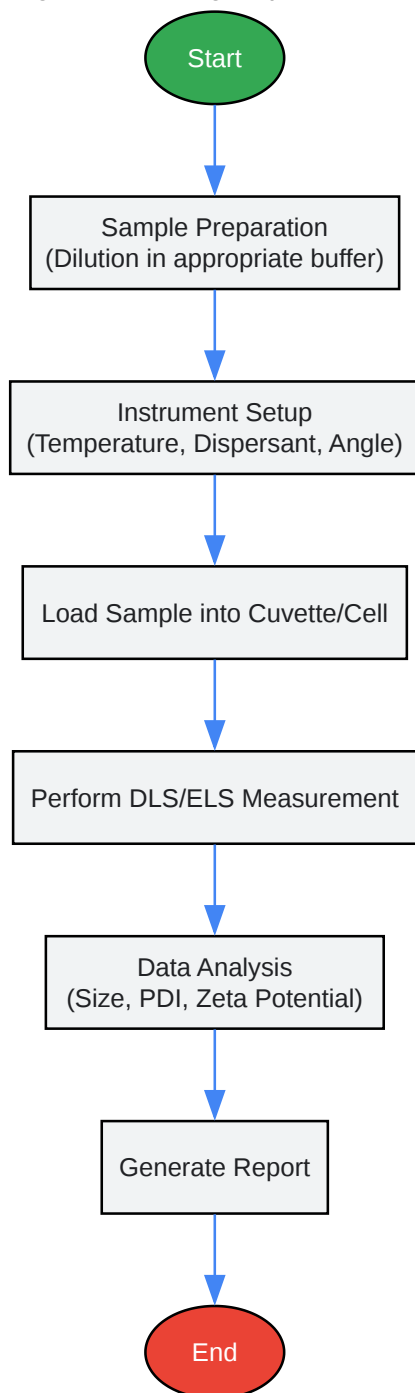 Start
Sample Preparation
(Dilution in appropriate buffer)
Instrument Setup
(Temperature, Dispersant, Angle)
Load Sample into Cuvette/Cell
Perform DLS/ELS Measurement
Data Analysis
(Size, PDI, Zeta Potential)
Generate Report
End